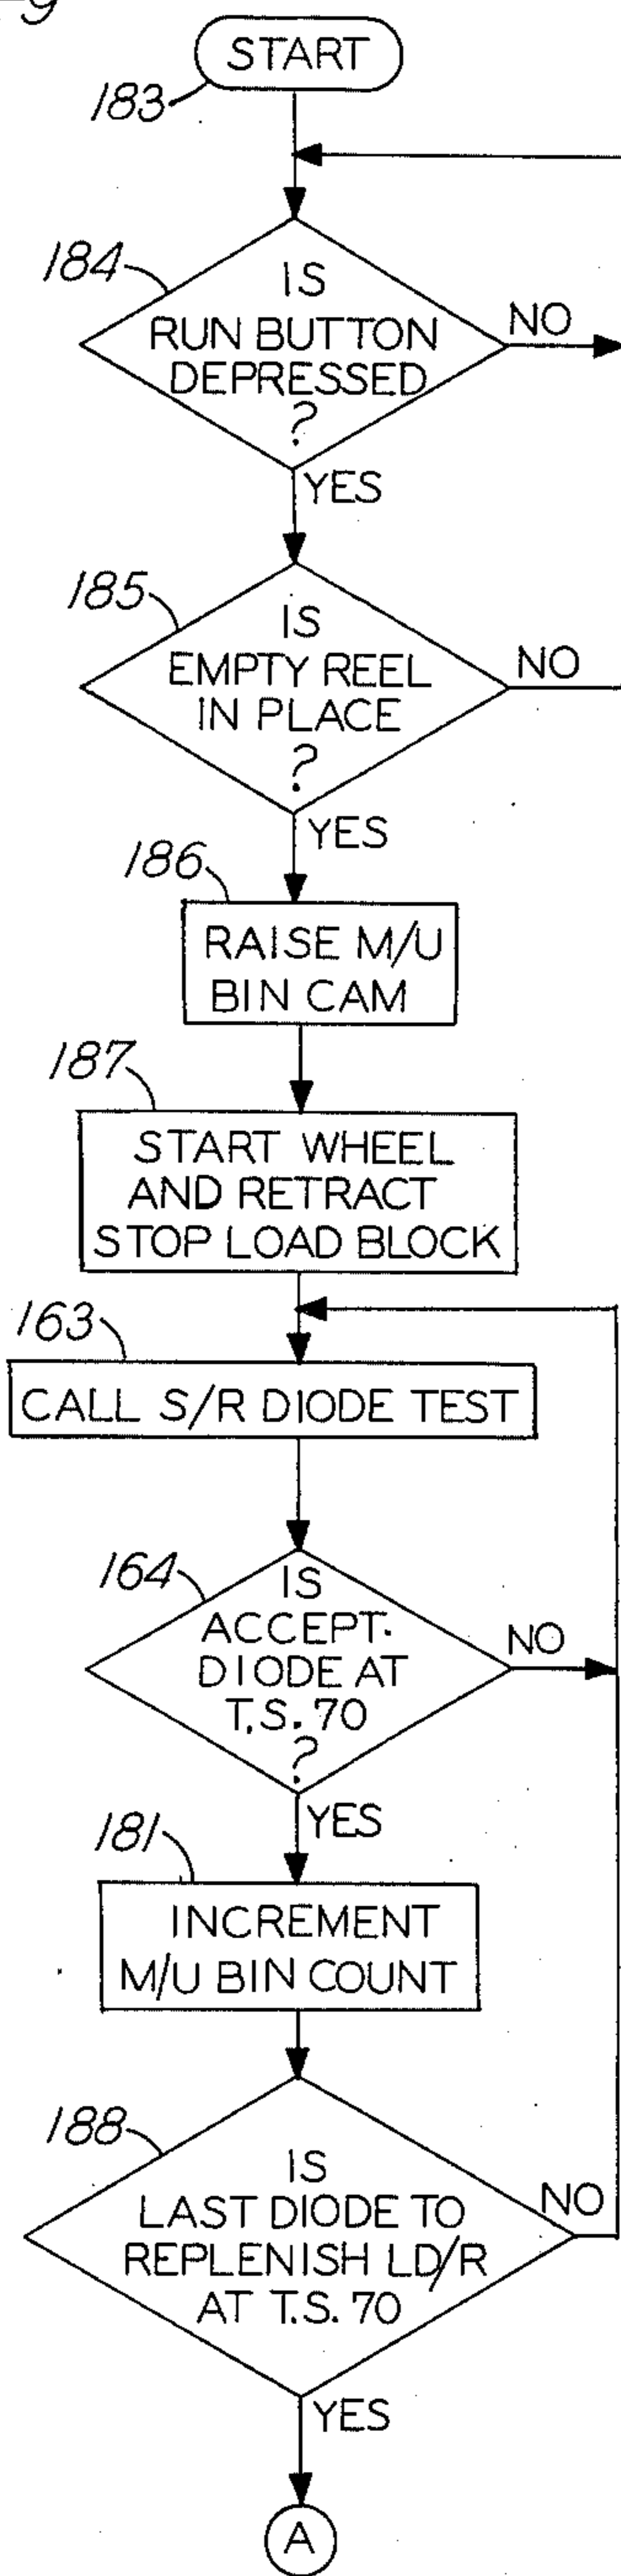 9
START
183
184
IS
RUN BUTTON
DEPRESSED
?
NO
YES
185
IS
EMPTY REEL
IN PLACE
?
NO
YES
186
RAISE M/U
BIN CAM
187
START WHEEL
AND RETRACT
STOP LOAD BLOCK
163
CALL S/R DIODE TEST
164
IS
ACCEPT.
DIODE AT
T.S. 70
?
NO
YES
181
INCREMENT
M/U BIN COUNT
188
IS
LAST DIODE TO
REPLENISH LD/R
AT T.S. 70
NO
YES
A